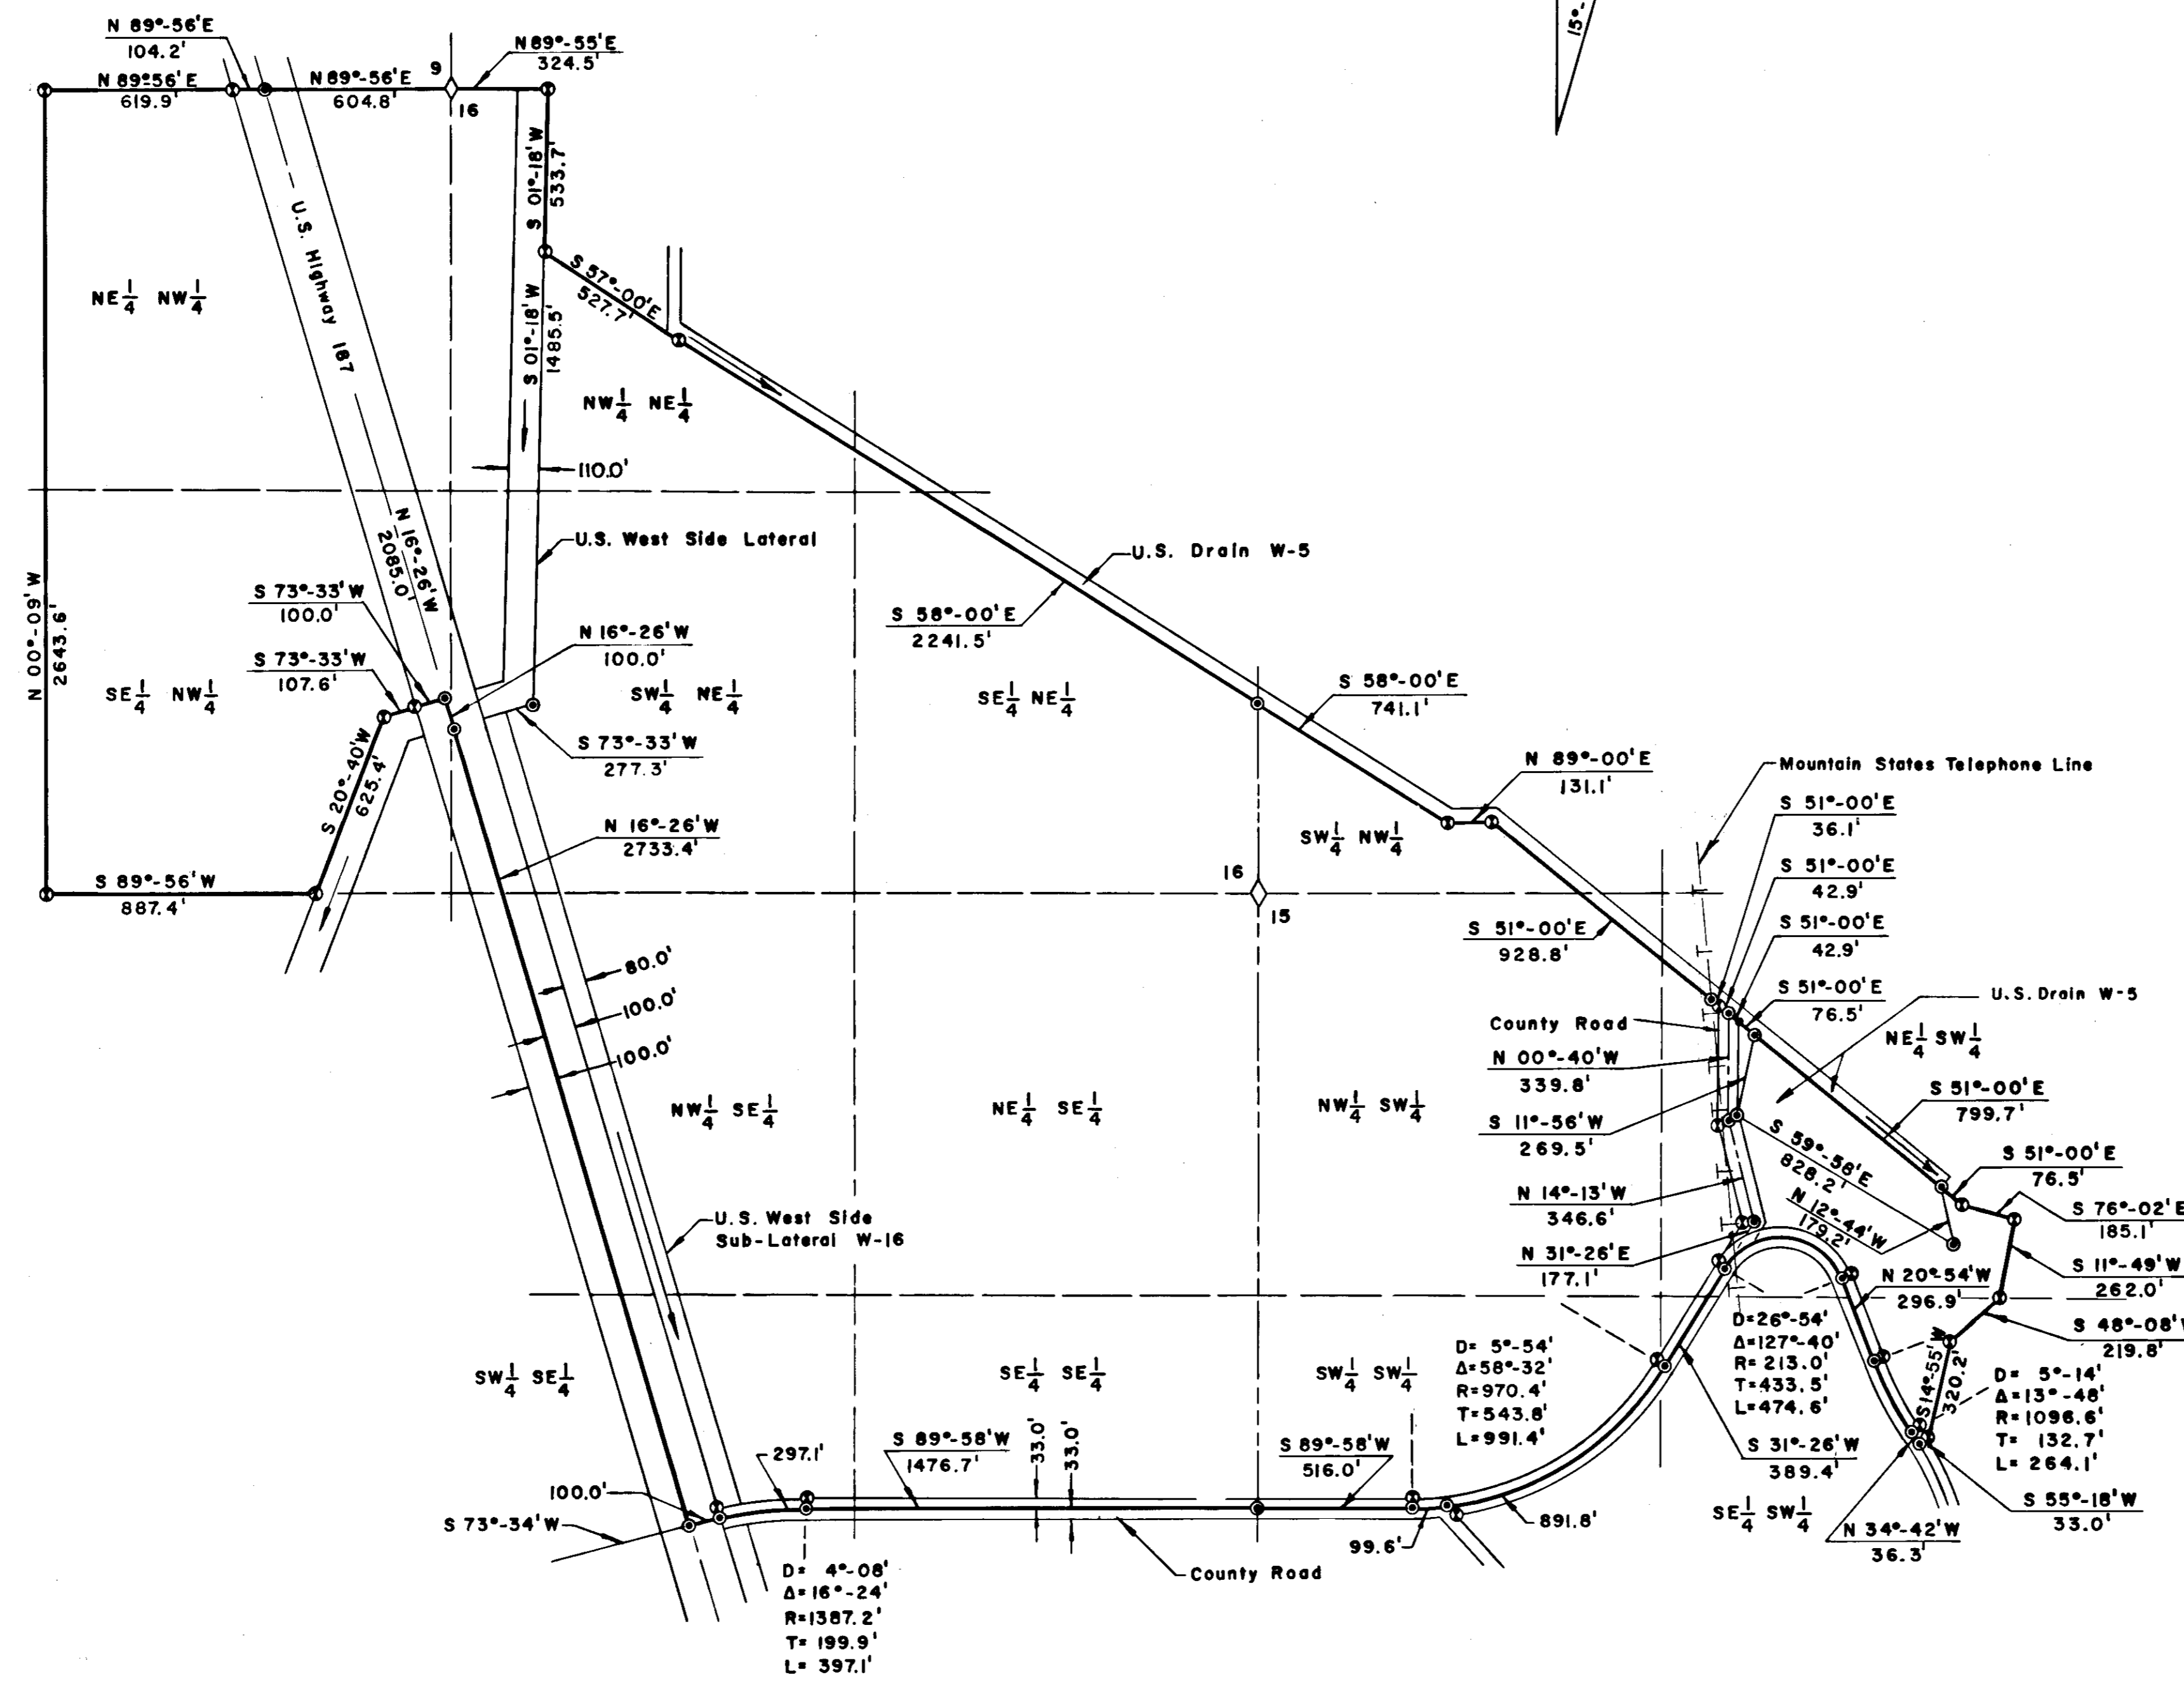 N 89°-56'E
104.2'
N 89°56'E
619.9'
N 89°-56'E
604.8'
9
16
N 89°-55'E
324.5'
15°-
S 01°-18'W
533.7'
S 57°-00'E
527.7'
S 01°-18'W
1485.5'
U.S. Highway 187
NE 1/4 NW 1/4
NW 1/4 NE 1/4
110.0'
N 16°-26'W
2085.0'
U.S. West Side Lateral
U.S. Drain W-5
N 00°-09'W
2643.6'
S 73°-33'W
100.0'
S 73°-33'W
107.6'
N 16°-26'W
100.0'
S 58°-00'E
2241.5'
SE 1/4 NW 1/4
SW 1/4 NE 1/4
SE 1/4 NE 1/4
S 58°-00'E
741.1'
S 20°-40'W
625.4'
S 73°-33'W
277.3'
N 89°-00'E
131.1'
Mountain States Telephone Line
S 51°-00'E
36.1'
N 16°-26'W
2733.4'
SW 1/4 NW 1/4
S 51°-00'E
42.9'
S 89°-56'W
887.4'
16
15
S 51°-00'E
42.9'
S 51°-00'E
928.8'
80.0'
100.0'
100.0'
S 51°-00'E
76.5'
U.S. Drain W-5
County Road
NE 1/4 SW 1/4
N 00°-40'W
339.8'
S 51°-00'E
799.7'
NW 1/4 SE 1/4
NE 1/4 SE 1/4
NW 1/4 SW 1/4
S 11°-56'W
269.5'
S 59°-58'E
828.2'
S 51°-00'E
76.5'
N 14°-13'W
346.6'
N 12°-44'W
179.2'
S 76°-02'E
185.1'
U.S. West Side
Sub-Lateral W-16
N 31°-26'E
177.1'
S 11°-49'W
262.0'
N 20°-54'W
296.9'
S 48°-08'W
219.8'
D= 26°-54'
Δ=127°-40'
R= 213.0'
T=433.5'
L=474.6'
D= 5°-54'
Δ=58°-32'
R=970.4'
T=543.8'
L=991.4'
S 14°-55'W
320.2'
D= 5°-14'
Δ=13°-48'
R=1096.6'
T= 132.7'
L= 264.1'
SW 1/4 SE 1/4
SE 1/4 SE 1/4
SW 1/4 SW 1/4
S 31°-26'W
389.4'
297.1'
S 89°-58'W
1476.7'
33.0'
33.0'
S 89°-58'W
516.0'
100.0'
S 73°-34'W
99.6'
891.8'
SE 1/4 SW 1/4
N 34°-42'W
36.3'
S 55°-18'W
33.0'
County Road
D= 4°-08'
Δ=16°-24'
R=1387.2'
T= 199.9'
L= 397.1'